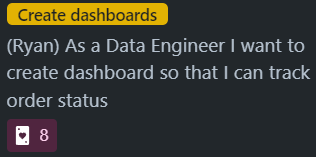 Create dashboards
(Ryan) As a Data Engineer I want to
create dashboard so that I can track
order status
8